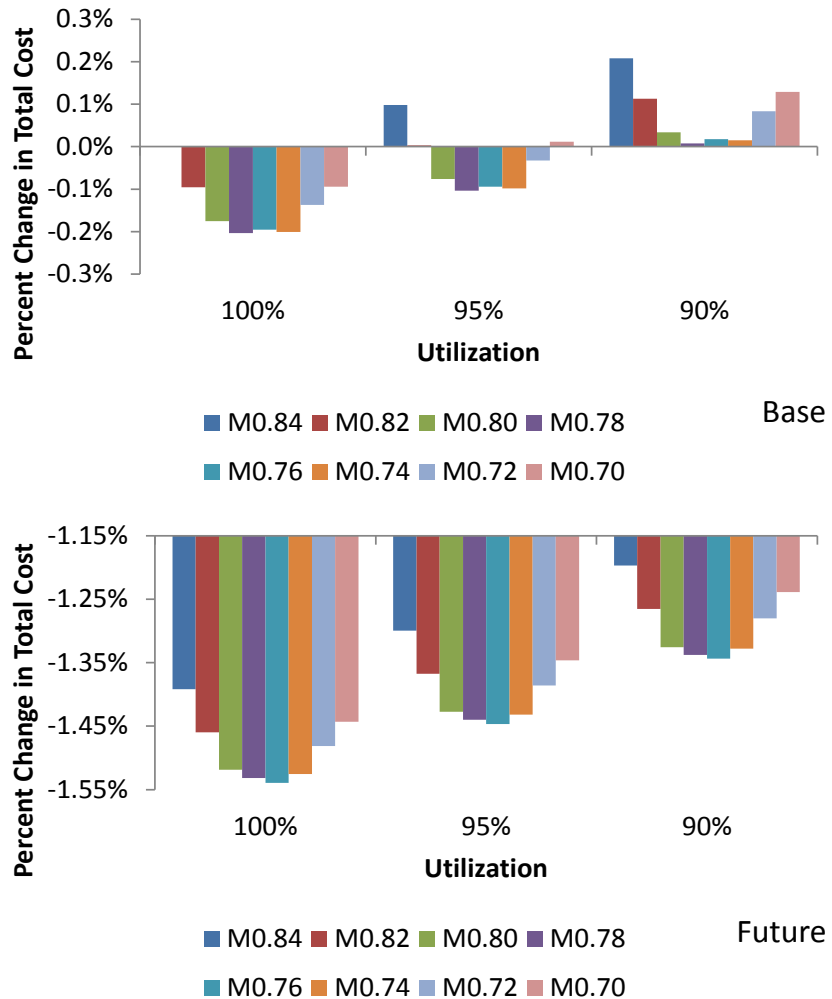 Percent Change in Total Cost
0.3%
0.2%
0.1%
0.0%
-0.1%
-0.2%
-0.3%
100% 95% 90%
Utilization
Base
M0.84 M0.82 M0.80 M0.78
M0.76 M0.74 M0.72 M0.70
Percent Change in Total Cost
-1.15%
-1.25%
-1.35%
-1.45%
-1.55%
100% 95% 90%
Utilization
Future
M0.84 M0.82 M0.80 M0.78
M0.76 M0.74 M0.72 M0.70